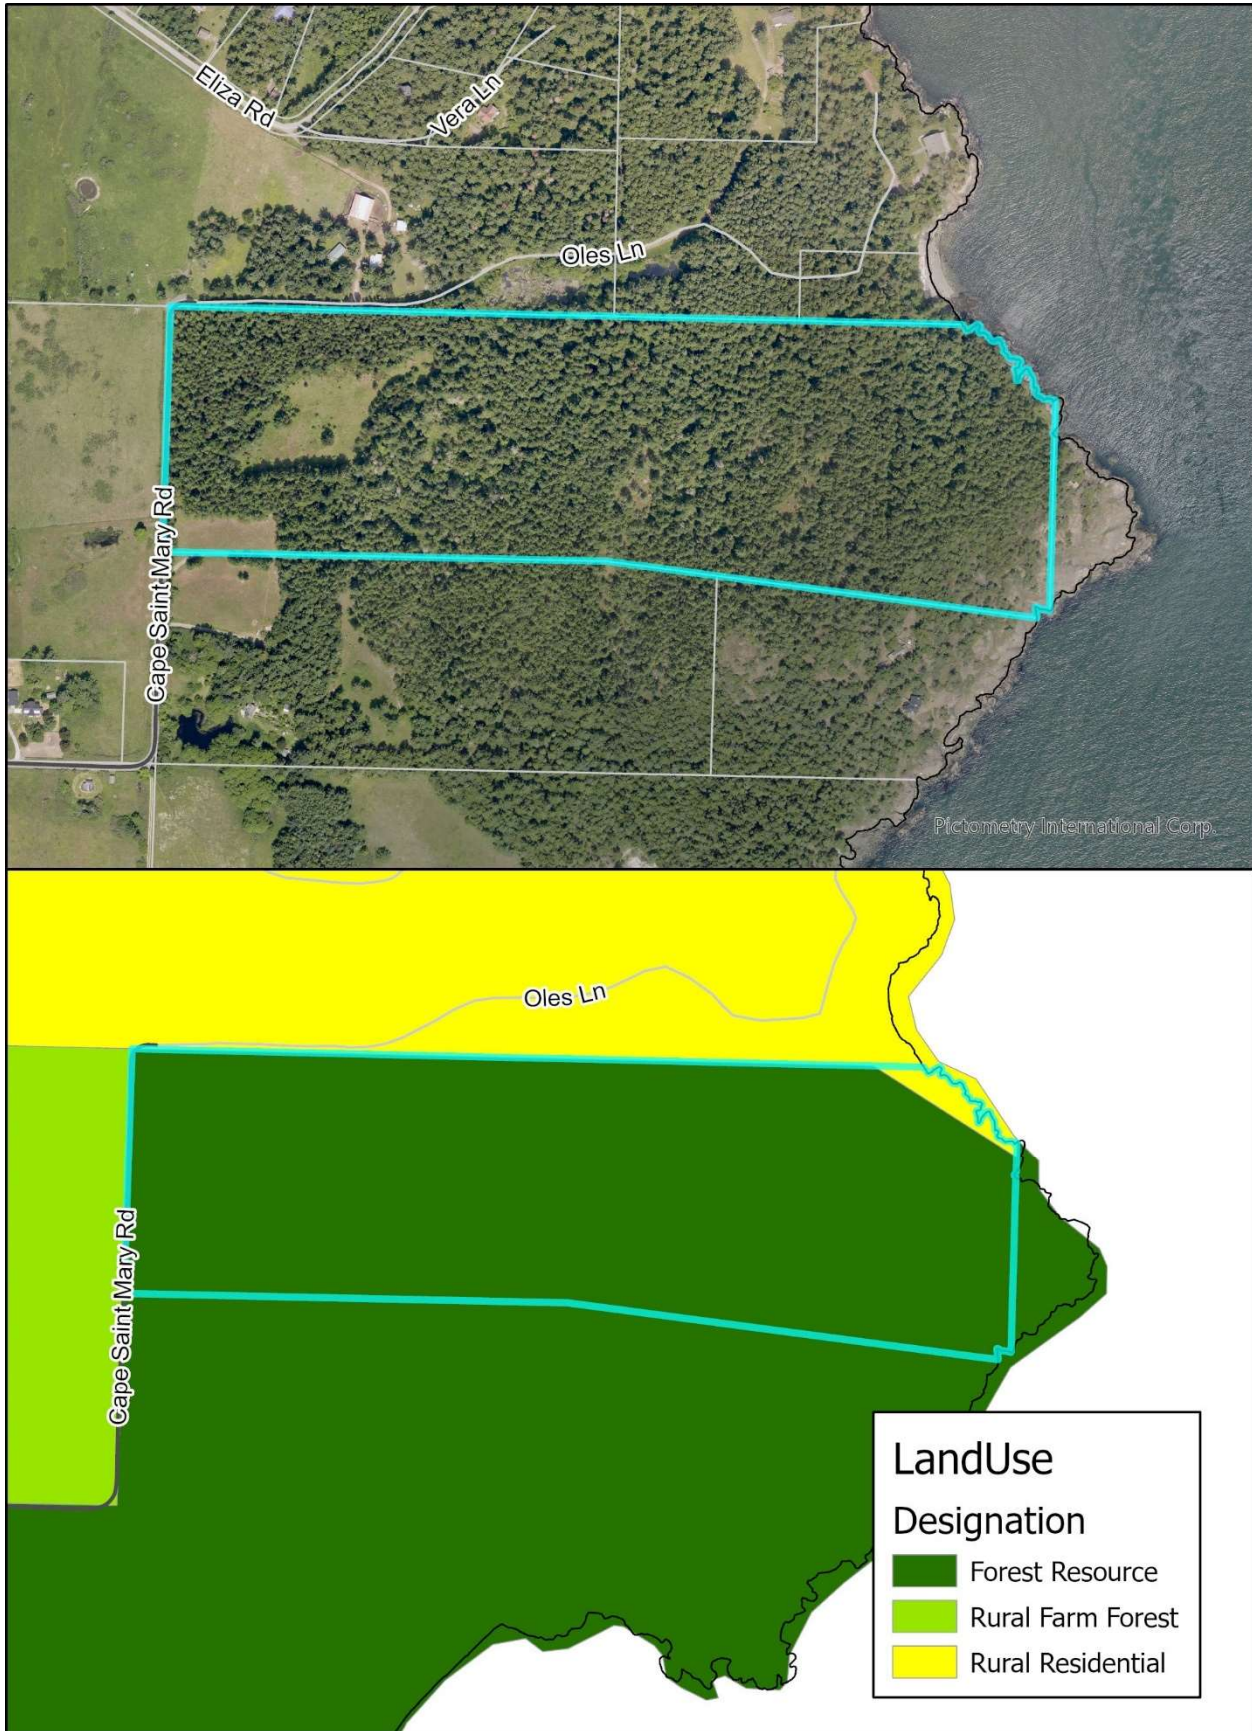 Eliza Rd
Vera Ln
Oles Ln
Cape Saint Mary Rd
Pictometry International Corp.
Oles Ln
Cape Saint Mary Rd
LandUse
Designation
Forest Resource
Rural Farm Forest
Rural Residential